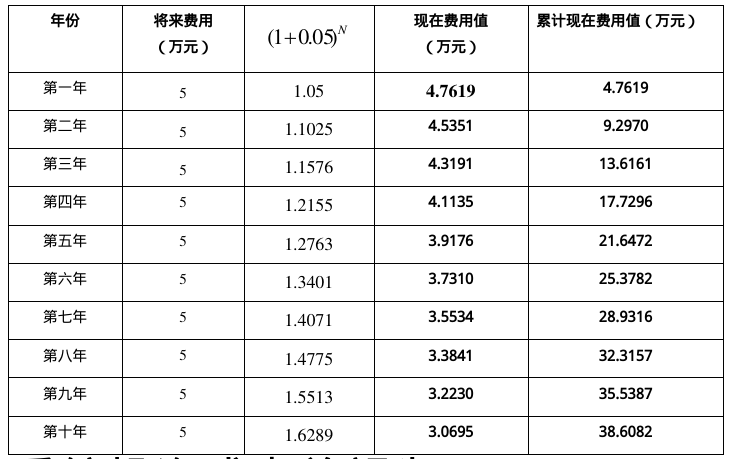 年份 将来费用（万元） (1+0.05)^N 现在费用值（万元） 累计现在费用值（万元）
第一年 5 1.05 4.7619 4.7619
第二年 5 1.1025 4.5351 9.2970
第三年 5 1.1576 4.3191 13.6161
第四年 5 1.2155 4.1135 17.7296
第五年 5 1.2763 3.9176 21.6472
第六年 5 1.3401 3.7310 25.3782
第七年 5 1.4071 3.5534 28.9316
第八年 5 1.4775 3.3841 32.3157
第九年 5 1.5513 3.2230 35.5387
第十年 5 1.6289 3.0695 38.6082